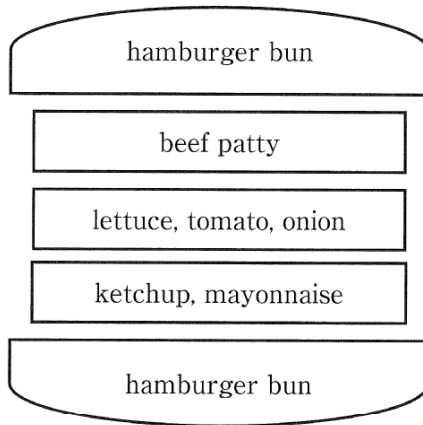 hamburger bun
beef patty
lettuce, tomato, onion
ketchup, mayonnaise
hamburger bun